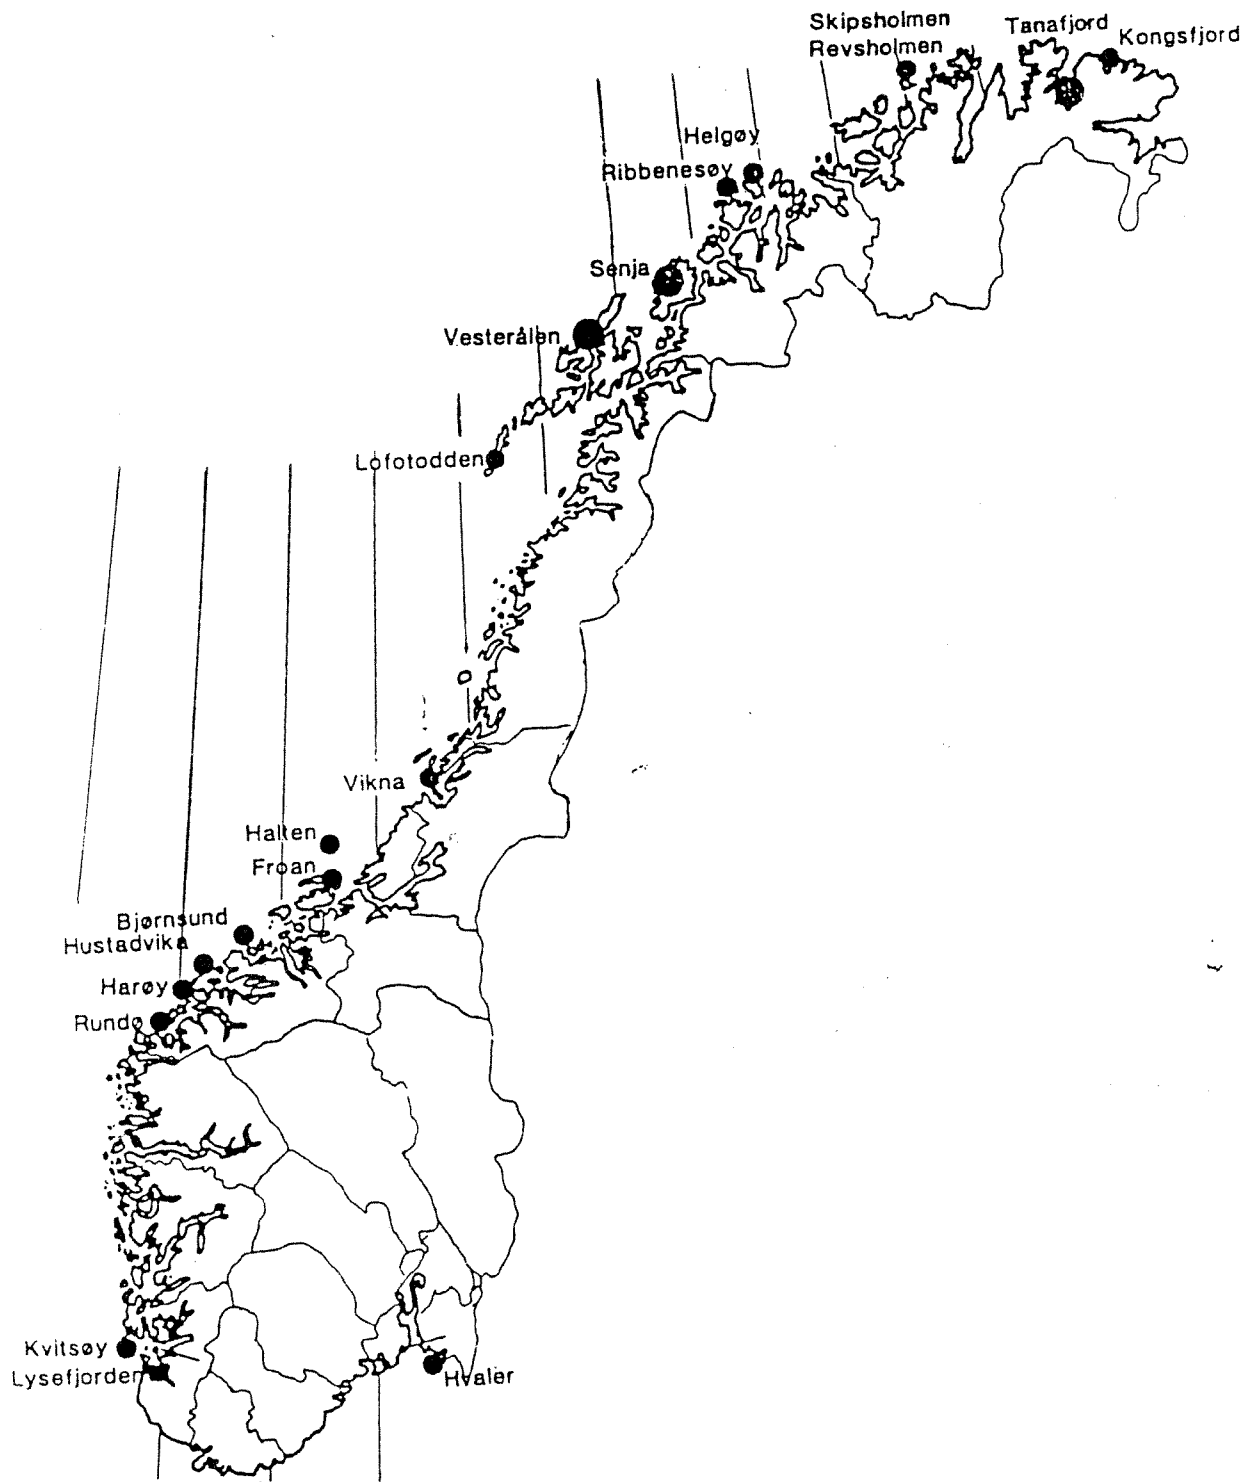 Skipsholmen
Revsholmen
Tanafjord
Kongsfjord
Helgøy
Ribbenesøy
Senja
Vesterålen
Lofotodden
Vikna
Halten
Froan
Bjørnsund
Hustadvika
Harøy
Rundø
Kvitsøy
Lysefjorden
Hvaler